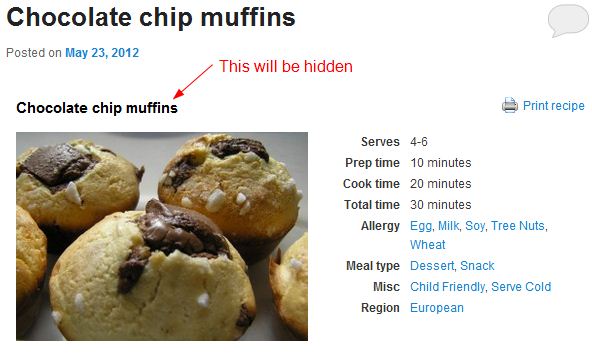 Chocolate chip muffins
Posted on May 23, 2012
This will be hidden
Chocolate chip muffins
Print recipe
Serves 4-6
Prep time 10 minutes
Cook time 20 minutes
Total time 30 minutes
Allergy Egg, Milk, Soy, Tree Nuts,
Wheat
Meal type Dessert, Snack
Misc Child Friendly, Serve Cold
Region European